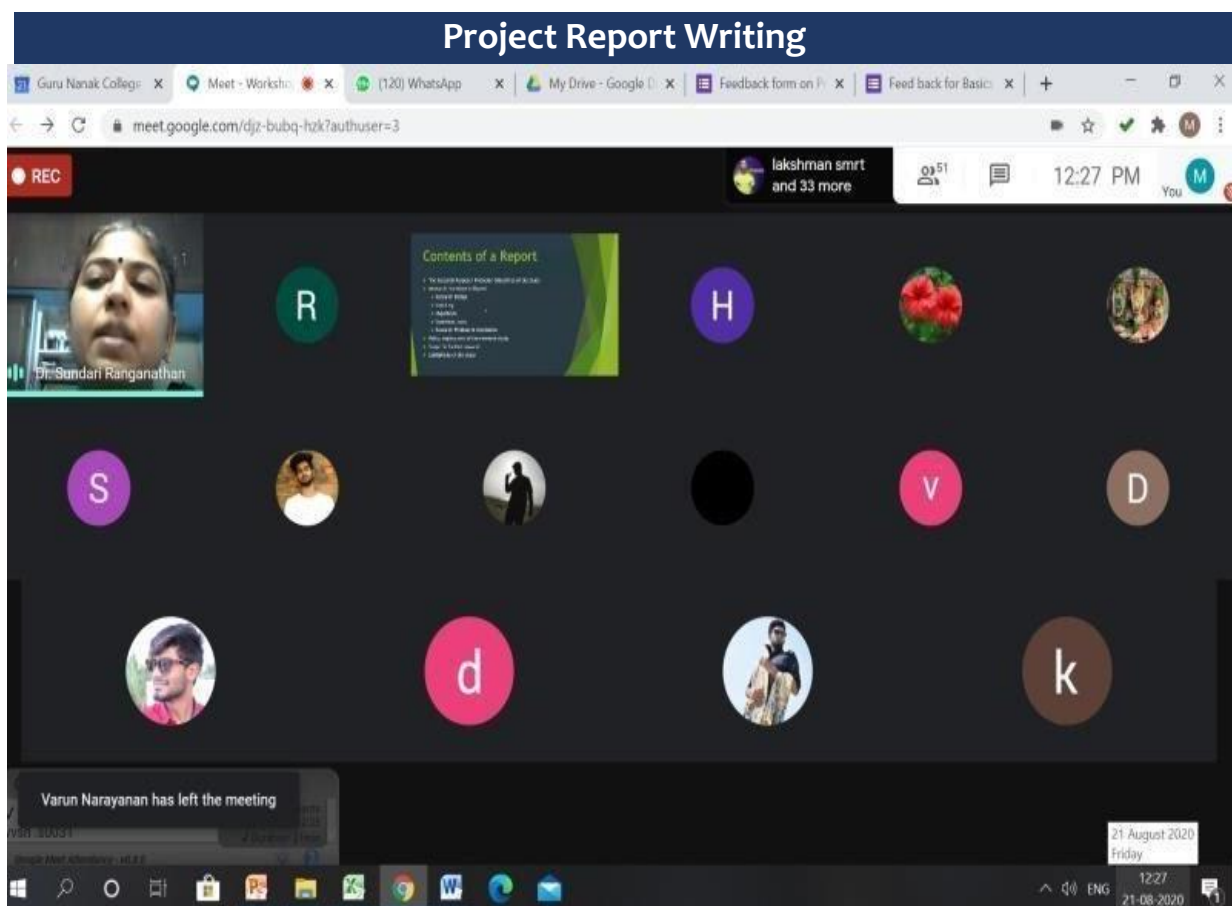 Project Report Writing
Guru Nanak College
Meet - Worksho
(120) WhatsApp
My Drive - Google D
Feedback form on P
Feed back for Basic
meet.google.com/djz-bubq-hzk?authuser=3
REC
lakshman smrt
and 33 more
51
12:27 PM
You
M
Dr. Sundari Ranganathan
R
Contents of a Report
H
S
V
D
d
k
Varun Narayanan has left the meeting
21 August 2020
Friday
ENG
12:27
21-08-2020